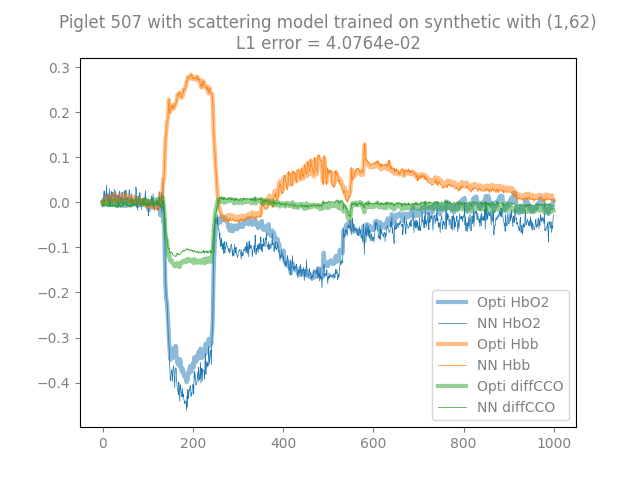 Piglet 507 with scattering model trained on synthetic with (1,62)
L1 error = 4.0764e-02
0.3
0.2
0.1
0.0
−0.1
−0.2
−0.3
−0.4
Opti HbO2
NN HbO2
Opti Hbb
NN Hbb
Opti diffCCO
NN diffCCO
0 200 400 600 800 1000